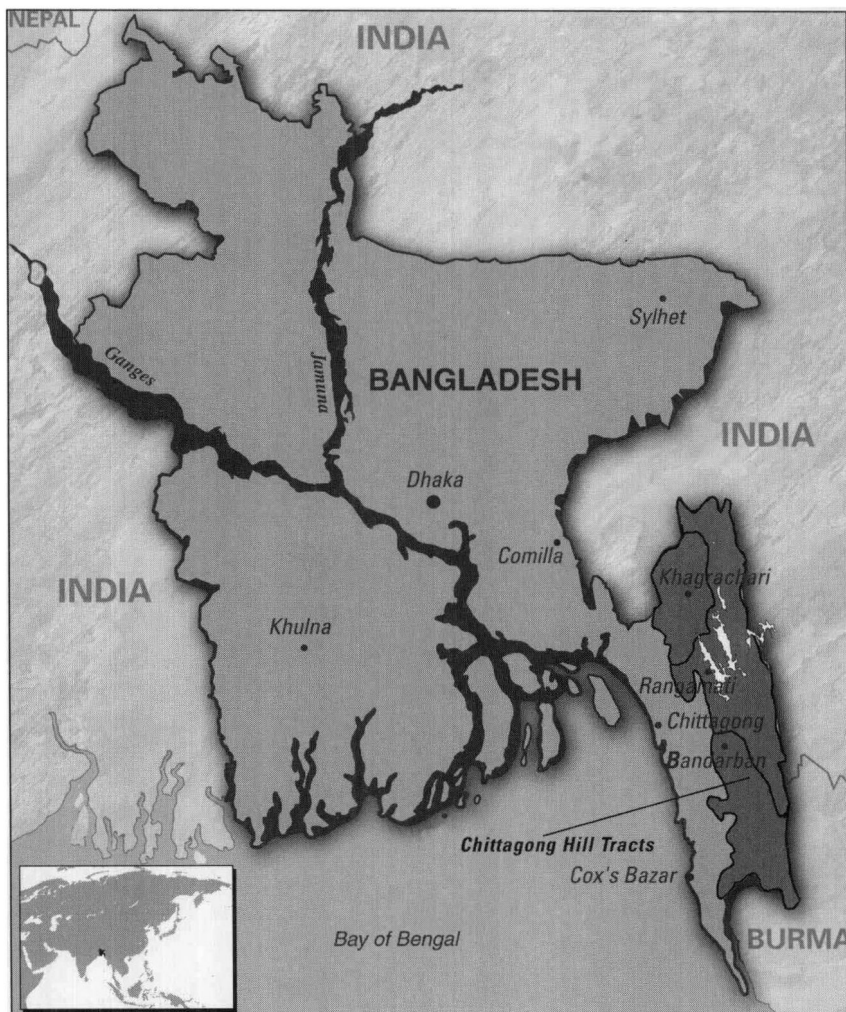 NEPAL
INDIA
Sylhet
Ganges
Jamuna
BANGLADESH
INDIA
Dhaka
Comilla
INDIA
Khagrachari
Khulna
Rangamati
Chittagong
Bandarban
Chittagong Hill Tracts
Cox's Bazar
Bay of Bengal
BURMA